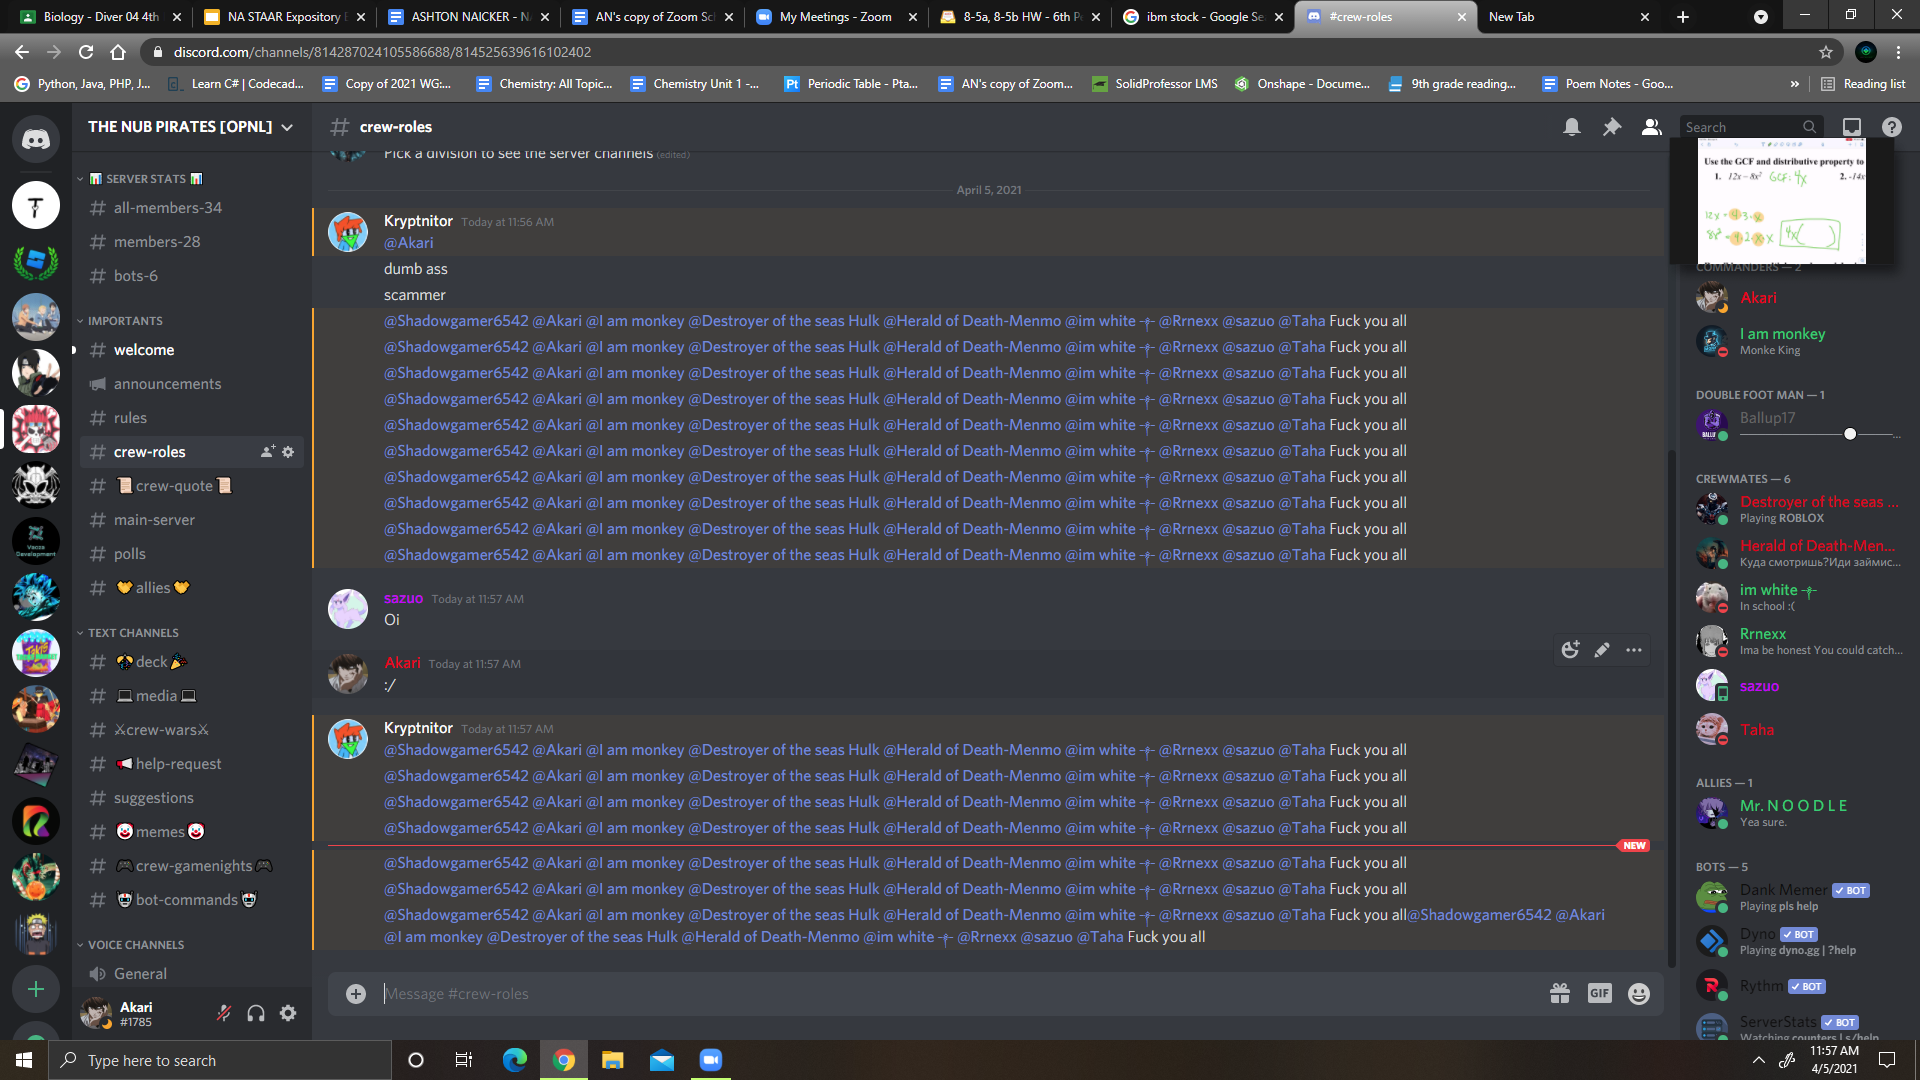 Biology - Diver 04 4th
NA STAAR Expository E
ASHTON NAICKER - NA
AN's copy of Zoom Sc
My Meetings - Zoom
8-5a, 8-5b HW - 6th Pe
ibm stock - Google Se
#crew-roles
New Tab
discord.com/channels/814287024105586688/814525639616102402
Python, Java, PHP, J...
Learn C# | Codecad...
Copy of 2021 WG:...
Chemistry: All Topic...
Chemistry Unit 1 -...
Periodic Table - Pta...
AN's copy of Zoom...
SolidProfessor LMS
Onshape - Docume...
9th grade reading...
Poem Notes - Goo...
»
Reading list
THE NUB PIRATES [OPNL]
SERVER STATS
all-members-34
members-28
bots-6
IMPORTANTS
welcome
announcements
rules
crew-roles
crew-quote
main-server
polls
allies
TEXT CHANNELS
deck
media
crew-wars
help-request
suggestions
memes
crew-gamenights
bot-commands
VOICE CHANNELS
General
Akari
#1785
crew-roles
Search
Pick a division to see the server channels (edited)
April 5, 2021
Kryptnitor Today at 11:56 AM
@Akari
dumb ass
scammer
@Shadowgamer6542 @Akari @I am monkey @Destroyer of the seas Hulk @Herald of Death-Menmo @im white @Rrnexx @sazuo @Taha Fuck you all
@Shadowgamer6542 @Akari @I am monkey @Destroyer of the seas Hulk @Herald of Death-Menmo @im white @Rrnexx @sazuo @Taha Fuck you all
@Shadowgamer6542 @Akari @I am monkey @Destroyer of the seas Hulk @Herald of Death-Menmo @im white @Rrnexx @sazuo @Taha Fuck you all
@Shadowgamer6542 @Akari @I am monkey @Destroyer of the seas Hulk @Herald of Death-Menmo @im white @Rrnexx @sazuo @Taha Fuck you all
@Shadowgamer6542 @Akari @I am monkey @Destroyer of the seas Hulk @Herald of Death-Menmo @im white @Rrnexx @sazuo @Taha Fuck you all
@Shadowgamer6542 @Akari @I am monkey @Destroyer of the seas Hulk @Herald of Death-Menmo @im white @Rrnexx @sazuo @Taha Fuck you all
@Shadowgamer6542 @Akari @I am monkey @Destroyer of the seas Hulk @Herald of Death-Menmo @im white @Rrnexx @sazuo @Taha Fuck you all
@Shadowgamer6542 @Akari @I am monkey @Destroyer of the seas Hulk @Herald of Death-Menmo @im white @Rrnexx @sazuo @Taha Fuck you all
@Shadowgamer6542 @Akari @I am monkey @Destroyer of the seas Hulk @Herald of Death-Menmo @im white @Rrnexx @sazuo @Taha Fuck you all
@Shadowgamer6542 @Akari @I am monkey @Destroyer of the seas Hulk @Herald of Death-Menmo @im white @Rrnexx @sazuo @Taha Fuck you all
sazuo Today at 11:57 AM
Oi
Akari Today at 11:57 AM
:/
Kryptnitor Today at 11:57 AM
@Shadowgamer6542 @Akari @I am monkey @Destroyer of the seas Hulk @Herald of Death-Menmo @im white @Rrnexx @sazuo @Taha Fuck you all
@Shadowgamer6542 @Akari @I am monkey @Destroyer of the seas Hulk @Herald of Death-Menmo @im white @Rrnexx @sazuo @Taha Fuck you all
@Shadowgamer6542 @Akari @I am monkey @Destroyer of the seas Hulk @Herald of Death-Menmo @im white @Rrnexx @sazuo @Taha Fuck you all
@Shadowgamer6542 @Akari @I am monkey @Destroyer of the seas Hulk @Herald of Death-Menmo @im white @Rrnexx @sazuo @Taha Fuck you all
NEW
@Shadowgamer6542 @Akari @I am monkey @Destroyer of the seas Hulk @Herald of Death-Menmo @im white @Rrnexx @sazuo @Taha Fuck you all
@Shadowgamer6542 @Akari @I am monkey @Destroyer of the seas Hulk @Herald of Death-Menmo @im white @Rrnexx @sazuo @Taha Fuck you all
@Shadowgamer6542 @Akari @I am monkey @Destroyer of the seas Hulk @Herald of Death-Menmo @im white @Rrnexx @sazuo @Taha Fuck you all@Shadowgamer6542 @Akari
@I am monkey @Destroyer of the seas Hulk @Herald of Death-Menmo @im white @Rrnexx @sazuo @Taha Fuck you all
Message #crew-roles
GIF
Use the GCF and distributive property to
1. 12x – 8x² GCF: 4x 2. -14x
12x = 4·3·x
8x² = 4·2·x·x 4x( )
COMMANDERS — 2
Akari
I am monkey
Monke King
DOUBLE FOOT MAN — 1
Ballup17
CREWMATES — 6
Destroyer of the seas ...
Playing ROBLOX
Herald of Death-Men...
Куда смотришь?Иди займис...
im white
In school :(
Rrnexx
Ima be honest You could catch...
sazuo
Taha
ALLIES — 1
Mr. N O O D L E
Yea sure.
BOTS — 5
Dank Memer BOT
Playing pls help
Dyno BOT
Playing dyno.gg | ?help
Rythm BOT
ServerStats BOT
Watching counters | s/help
Type here to search
11:57 AM
4/5/2021